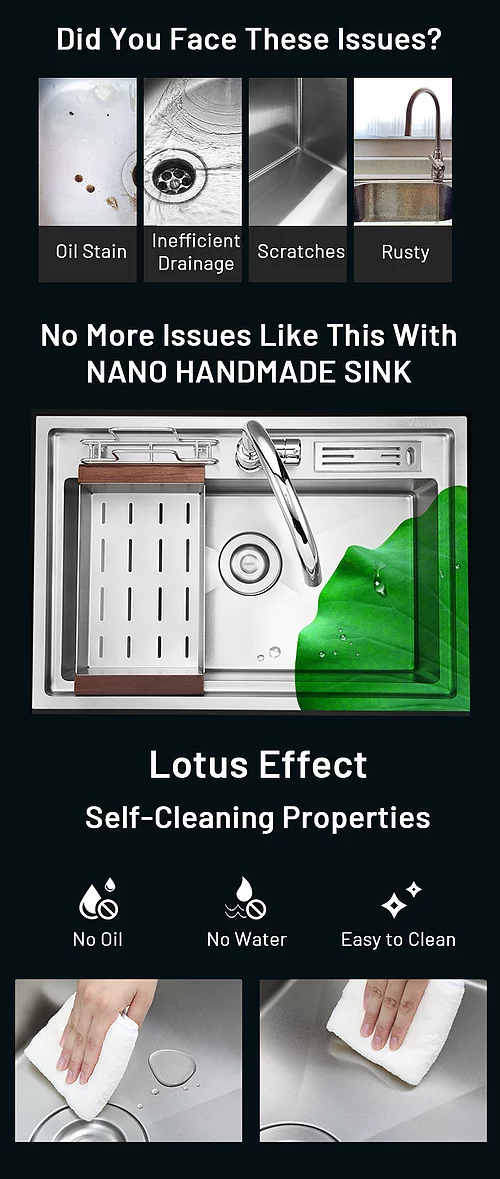 Did You Face These Issues?
Oil Stain
Inefficient
Drainage
Scratches
Rusty
No More Issues Like This With
NANO HANDMADE SINK
Lotus Effect
Self-Cleaning Properties
No Oil
No Water
Easy to Clean